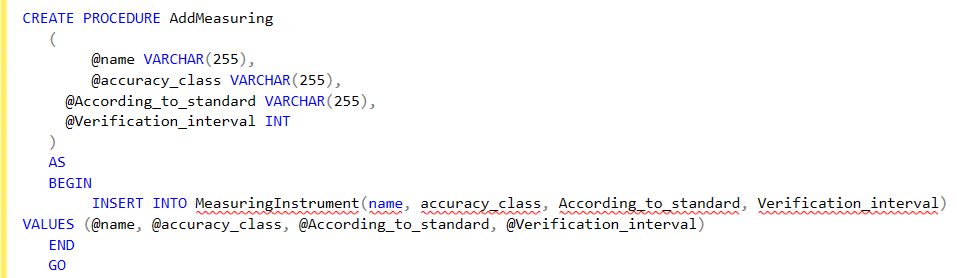 CREATE PROCEDURE AddMeasuring
(
@name VARCHAR(255),
@accuracy_class VARCHAR(255),
@According_to_standard VARCHAR(255),
@Verification_interval INT
)
AS
BEGIN
INSERT INTO MeasuringInstrument(name, accuracy_class, According_to_standard, Verification_interval)
VALUES (@name, @accuracy_class, @According_to_standard, @Verification_interval)
END
GO